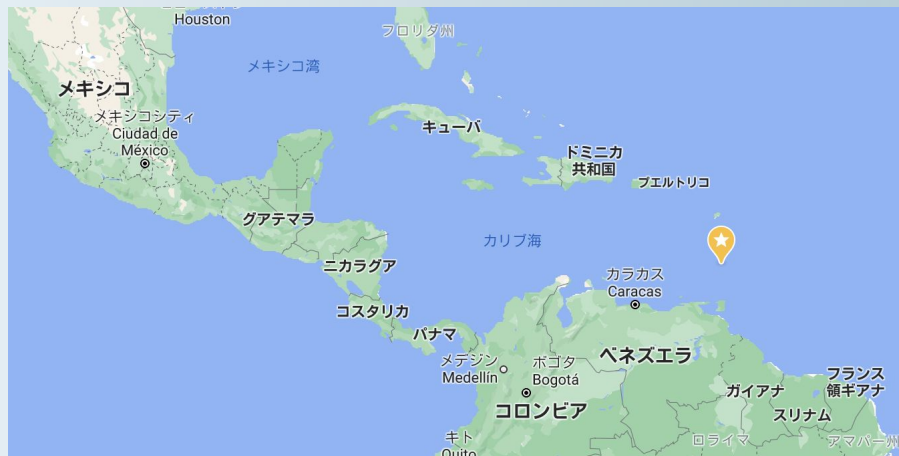 Houston
フロリダ州
メキシコ湾
メキシコ
メキシコシティ
Ciudad de
México
キューバ
ドミニカ
共和国
プエルトリコ
グアテマラ
カリブ海
ニカラグア
カラカス
Caracas
コスタリカ
パナマ
ベネズエラ
メデジン
Medellín
ボゴタ
Bogotá
コロンビア
ガイアナ
フランス
領ギアナ
スリナム
キト
Quito
ロライマ
アマパー州